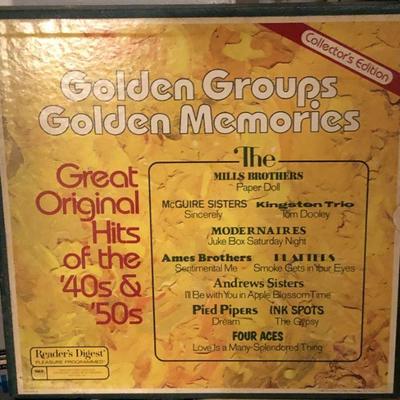 Collector's Edition
Golden Groups
Golden Memories
Great
Original
Hits
of the
'40s &
'50s
The
MILLS BROTHERS
Paper Doll
McGUIRE SISTERS Kingston Trio
Sincerely Tom Dooley
MODERNAIRES
Juke Box Saturday Night
Ames Brothers PLATTERS
Sentimental Me Smoke Gets in Your Eyes
Andrews Sisters
I'll Be with You in Apple Blossom Time
Pied Pipers INK SPOTS
Dream The Gypsy
FOUR ACES
Love Is a Many-Splendored Thing
Reader's Digest
PLEASURE PROGRAMMED